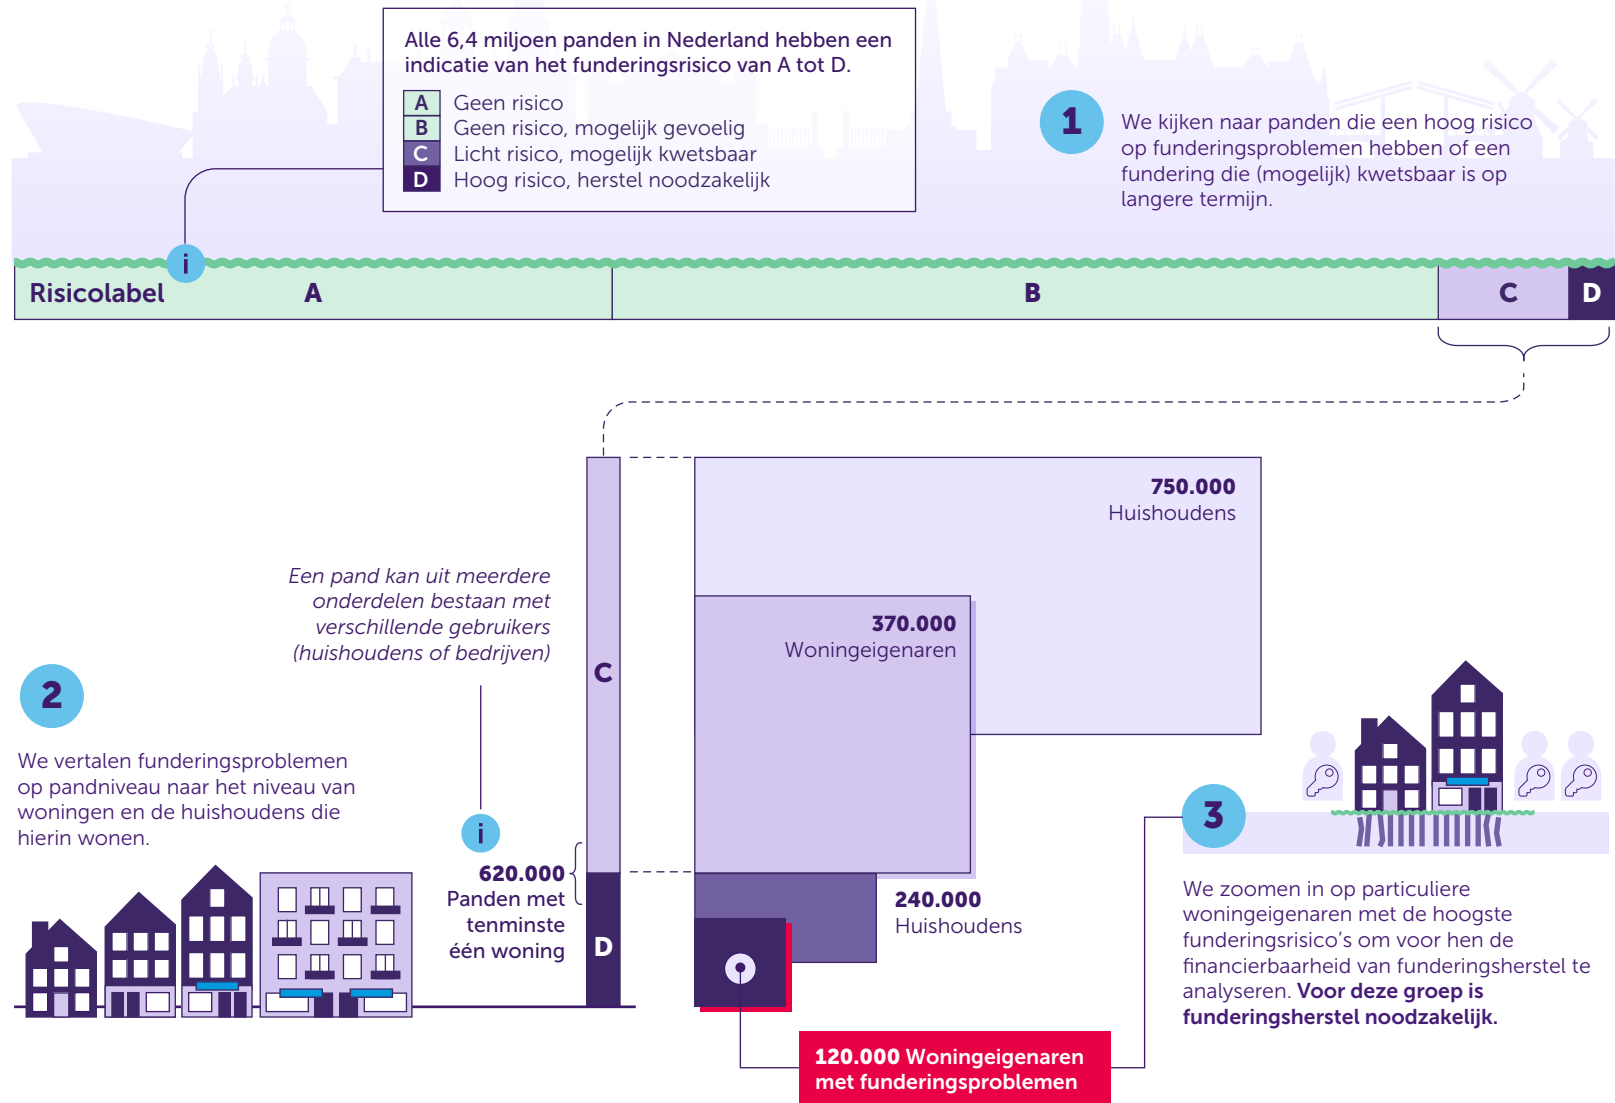 Alle 6,4 miljoen panden in Nederland hebben een
indicatie van het funderingsrisico van A tot D.
A Geen risico
B Geen risico, mogelijk gevoelig
C Licht risico, mogelijk kwetsbaar
D Hoog risico, herstel noodzakelijk
1
We kijken naar panden die een hoog risico
op funderingsproblemen hebben of een
fundering die (mogelijk) kwetsbaar is op
langere termijn.
i
Risicolabel A B C D
750.000
Huishoudens
Een pand kan uit meerdere
onderdelen bestaan met
verschillende gebruikers
(huishoudens of bedrijven)
370.000
Woningeigenaren
C
2
We vertalen funderingsproblemen
op pandniveau naar het niveau van
woningen en de huishoudens die
hierin wonen.
i
620.000
Panden met
tenminste
één woning
D
240.000
Huishoudens
3
We zoomen in op particuliere
woningeigenaren met de hoogste
funderingsrisico's om voor hen de
financierbaarheid van funderingsherstel te
analyseren. Voor deze groep is
funderingsherstel noodzakelijk.
120.000 Woningeigenaren
met funderingsproblemen